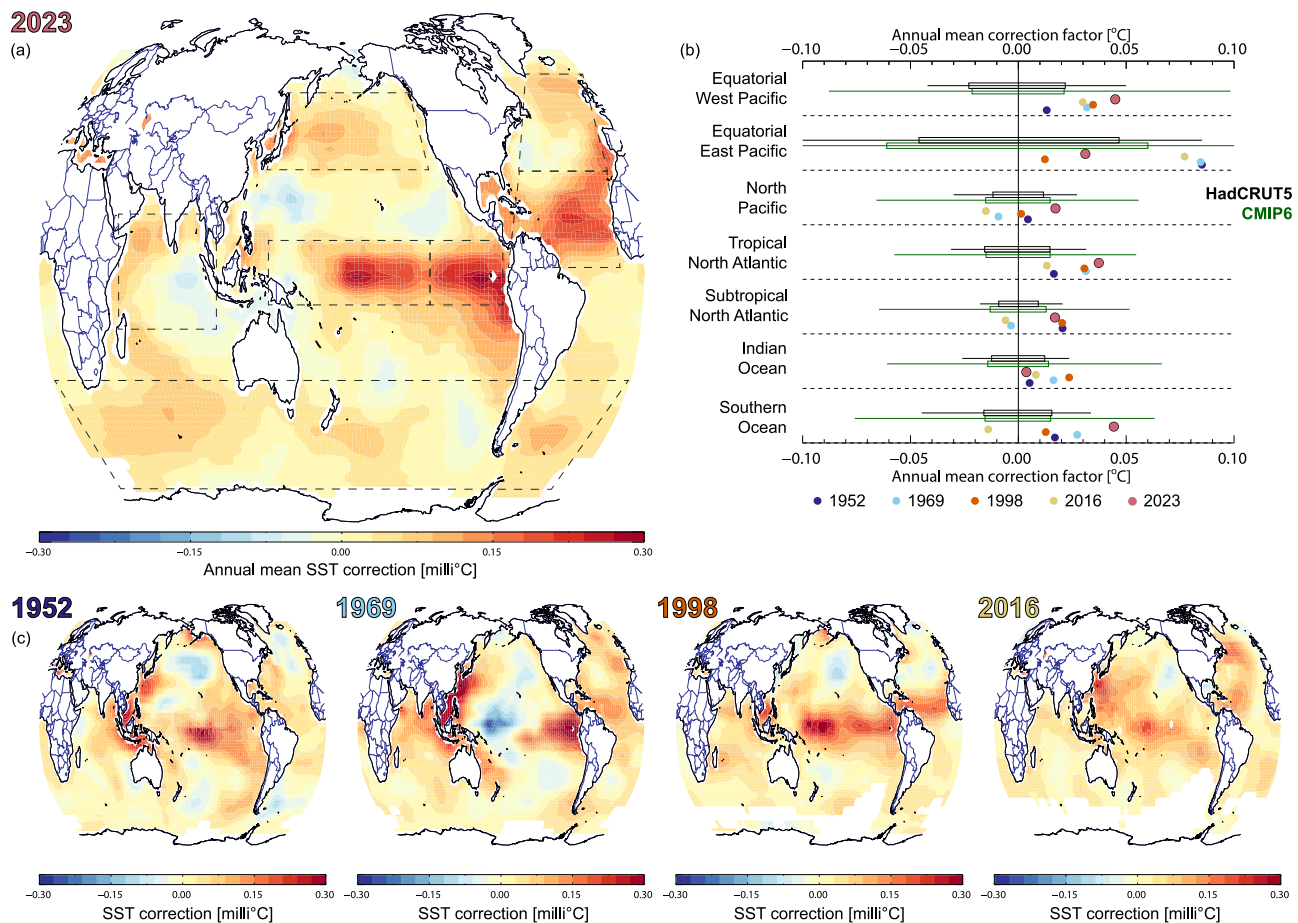 2023
(a)
−0.30
−0.15
0.00
0.15
0.30
Annual mean SST correction [milli°C]
(b)
Annual mean correction factor [°C]
−0.10
−0.05
0.00
0.05
0.10
Equatorial
West Pacific
Equatorial
East Pacific
North
Pacific
Tropical
North Atlantic
Subtropical
North Atlantic
Indian
Ocean
Southern
Ocean
HadCRUT5
CMIP6
−0.10
−0.05
0.00
0.05
0.10
Annual mean correction factor [°C]
1952
1969
1998
2016
2023
1952
(c)
−0.30
−0.15
0.00
0.15
0.30
SST correction [milli°C]
1969
−0.30
−0.15
0.00
0.15
0.30
SST correction [milli°C]
1998
−0.30
−0.15
0.00
0.15
0.30
SST correction [milli°C]
2016
−0.30
−0.15
0.00
0.15
0.30
SST correction [milli°C]